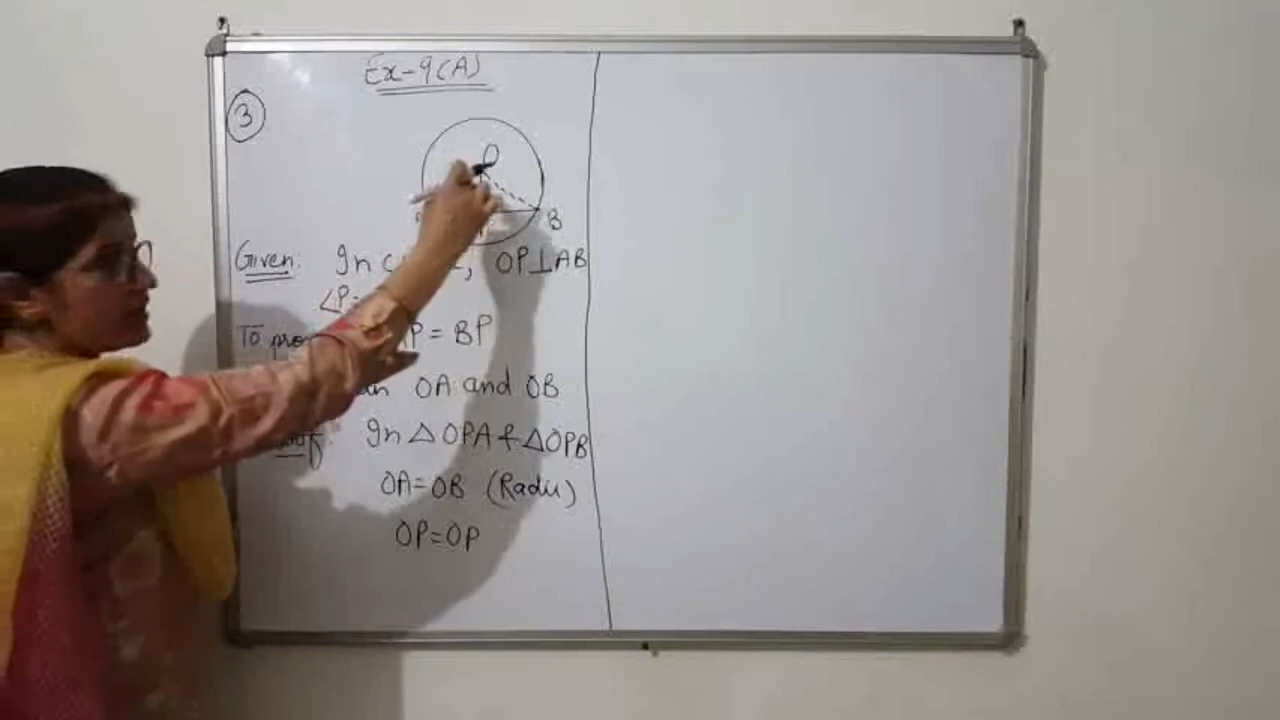 Ex-9(A)
3
O
B
Given: In OP⊥AB
∠P=
To = BP
OA and OB
In △OPA & △OPB
OA=OB (Radii)
OP=OP